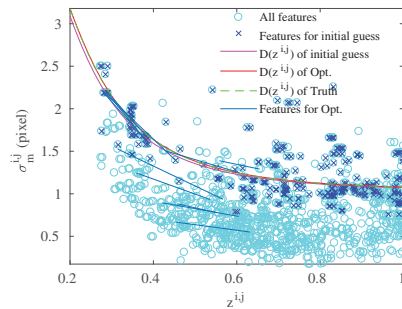 All features
Features for initial guess
D(z^{i,j}) of initial guess
D(z^{i,j}) of Opt.
D(z^{i,j}) of Truth
Features for Opt.
3
2.5
2
1.5
1
0.5
σ_m^{i,j} (pixel)
0.2 0.4 0.6 0.8 1
z^{i,j}